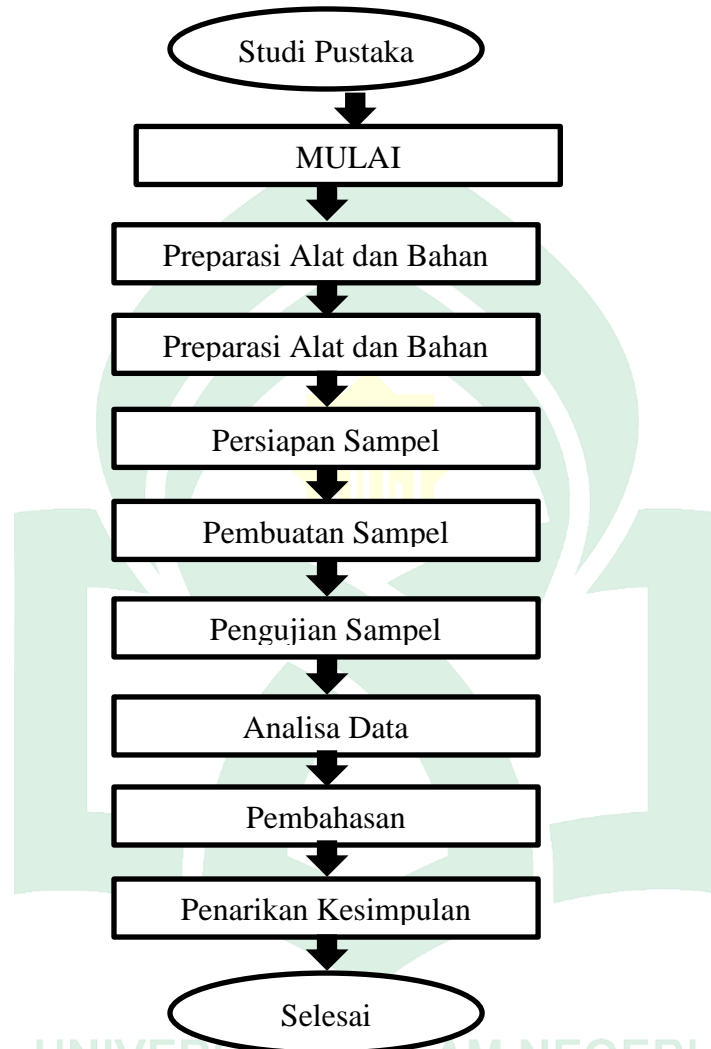 Studi Pustaka
MULAI
Preparasi Alat dan Bahan
Preparasi Alat dan Bahan
Persiapan Sampel
Pembuatan Sampel
Pengujian Sampel
Analisa Data
Pembahasan
Penarikan Kesimpulan
Selesai
NEGERI